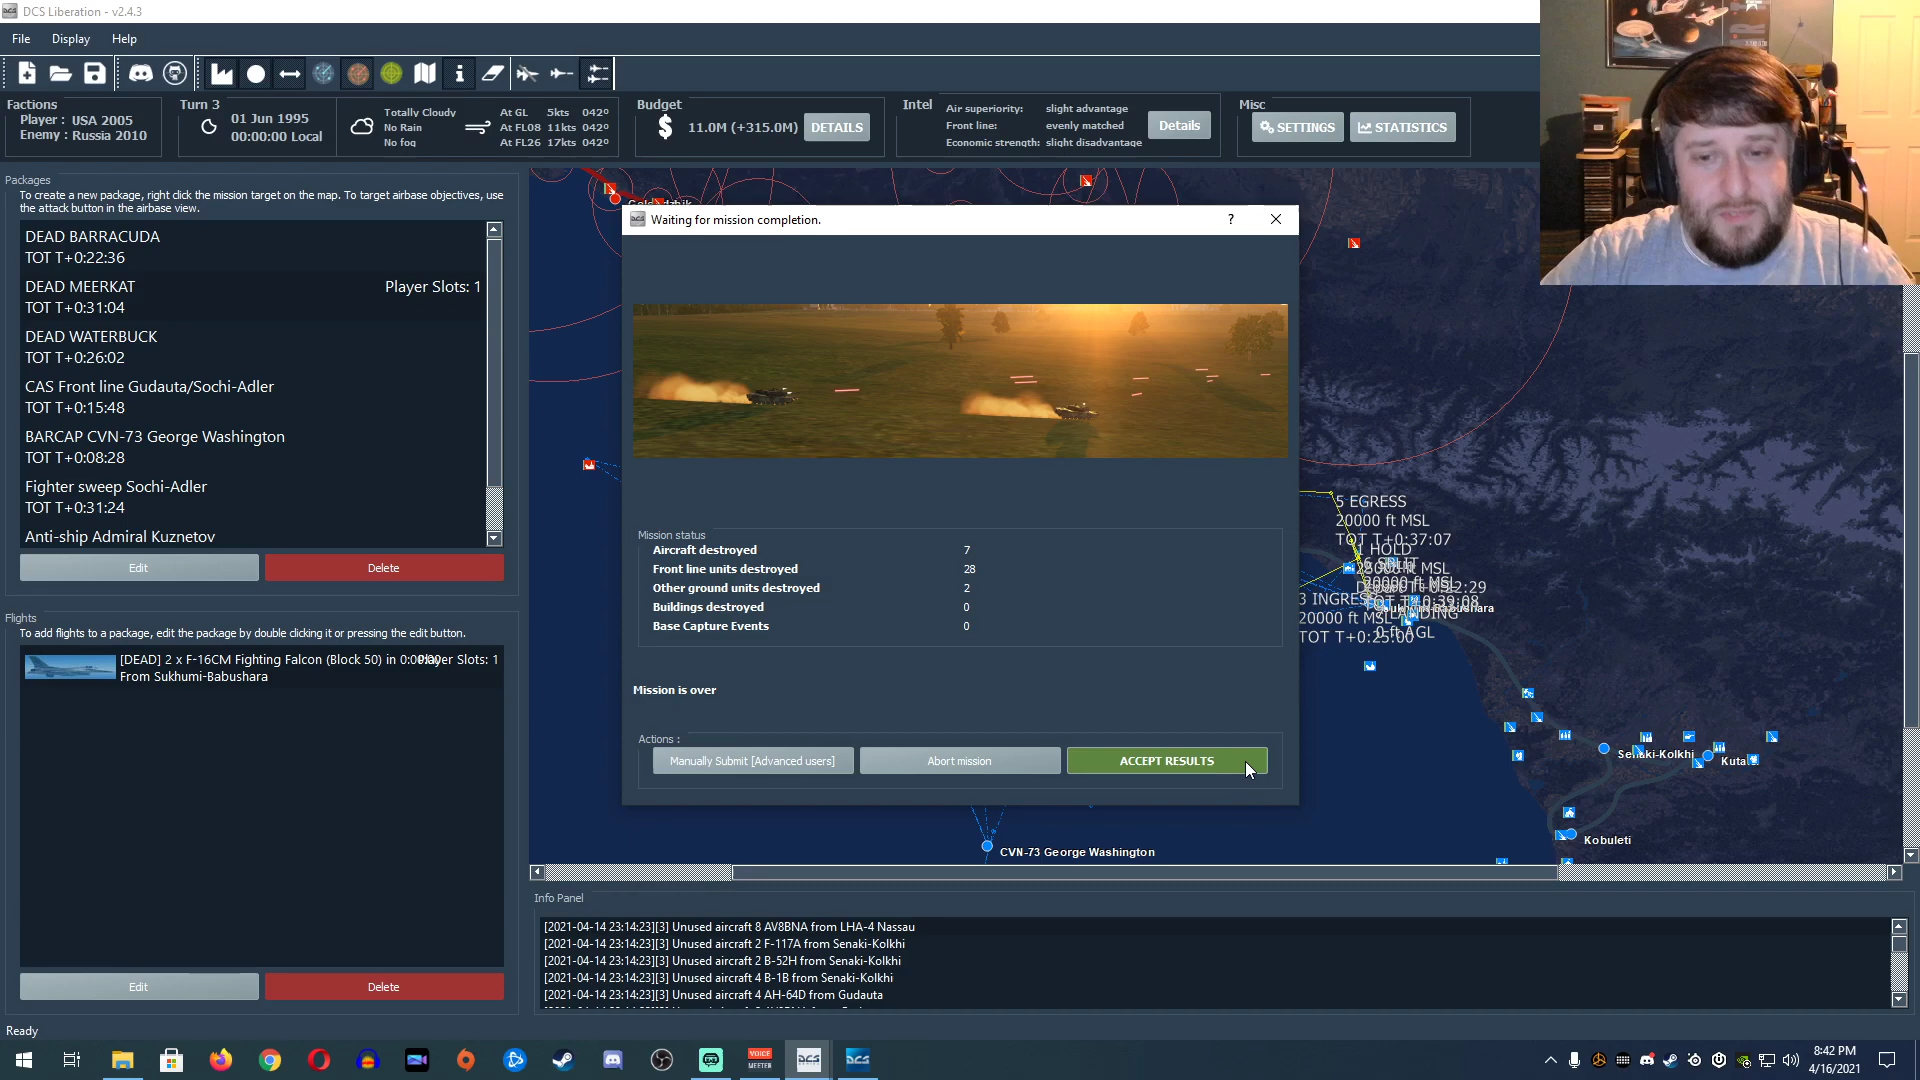 DCS Liberation - v2.4.3
File Display Help
Factions
Player : USA 2005
Enemy : Russia 2010
Turn 3
01 Jun 1995
00:00:00 Local
Totally Cloudy
No Rain
No fog
At GL 5kts 042º
At FL08 11kts 042º
At FL26 17kts 042º
Budget
$ 11.0M (+315.0M) DETAILS
Intel
Air superiority: slight advantage
Front line: evenly matched
Economic strength: slight disadvantage
Details
Misc
SETTINGS STATISTICS
Packages
To create a new package, right click the mission target on the map. To target airbase objectives, use
the attack button in the airbase view.
DEAD BARRACUDA
TOT T+0:22:36
DEAD MEERKAT Player Slots: 1
TOT T+0:31:04
DEAD WATERBUCK
TOT T+0:26:02
CAS Front line Gudauta/Sochi-Adler
TOT T+0:15:48
BARCAP CVN-73 George Washington
TOT T+0:08:28
Fighter sweep Sochi-Adler
TOT T+0:31:24
Anti-ship Admiral Kuznetov
Edit Delete
Flights
To add flights to a package, edit the package by double clicking it or pressing the edit button.
[DEAD] 2 x F-16CM Fighting Falcon (Block 50) in 0:00:00 Player Slots: 1
From Sukhumi-Babushara
Edit Delete
Waiting for mission completion.
?
Mission status
Aircraft destroyed 7
Front line units destroyed 28
Other ground units destroyed 2
Buildings destroyed 0
Base Capture Events 0
Mission is over
Actions :
Manually Submit [Advanced users] Abort mission ACCEPT RESULTS
5 EGRESS
20000 ft MSL
TOT T+0:37:07
1 HOLD
3 INGRESS
20000 ft MSL
TOT T+0:25:00
LANDING
0 ft AGL
Senaki-Kolkhi
Kobuleti
CVN-73 George Washington
Info Panel
[2021-04-14 23:14:23][3] Unused aircraft 8 AV8BNA from LHA-4 Nassau
[2021-04-14 23:14:23][3] Unused aircraft 2 F-117A from Senaki-Kolkhi
[2021-04-14 23:14:23][3] Unused aircraft 2 B-52H from Senaki-Kolkhi
[2021-04-14 23:14:23][3] Unused aircraft 4 B-1B from Senaki-Kolkhi
[2021-04-14 23:14:23][3] Unused aircraft 4 AH-64D from Gudauta
Ready
VOICE
MEETER
DCS
DCS
8:42 PM
4/16/2021